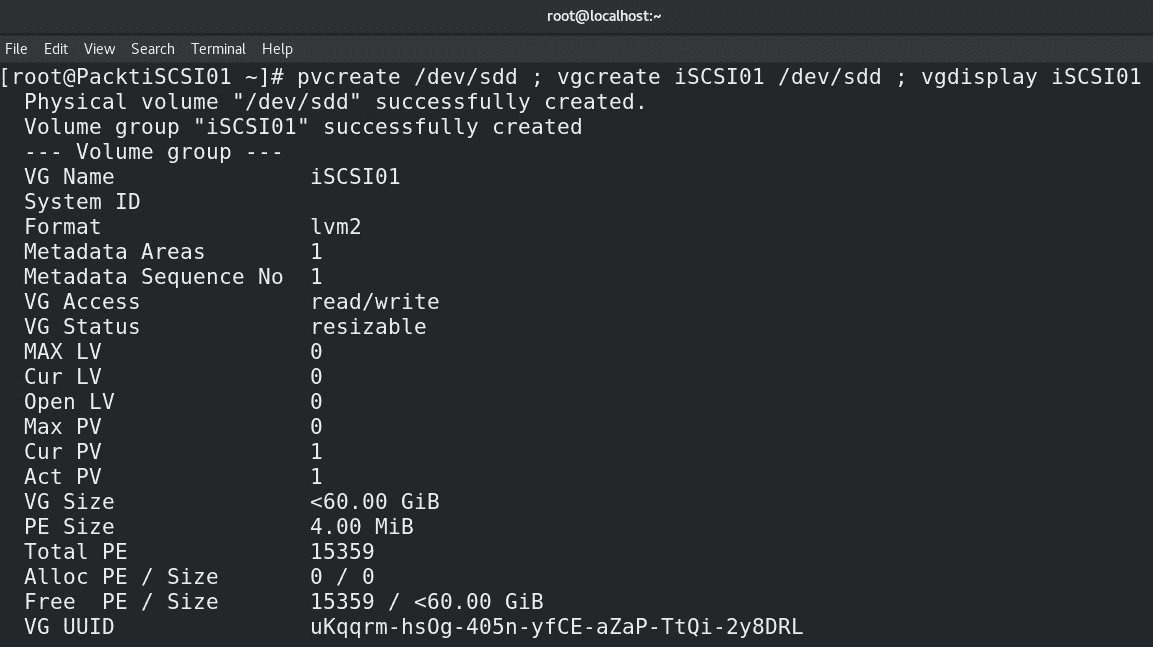 root@localhost:~
File Edit View Search Terminal Help
[root@PacktiSCSI01 ~]# pvcreate /dev/sdd ; vgcreate iSCSI01 /dev/sdd ; vgdisplay iSCSI01
Physical volume "/dev/sdd" successfully created.
Volume group "iSCSI01" successfully created
--- Volume group ---
VG Name iSCSI01
System ID
Format lvm2
Metadata Areas 1
Metadata Sequence No 1
VG Access read/write
VG Status resizable
MAX LV 0
Cur LV 0
Open LV 0
Max PV 0
Cur PV 1
Act PV 1
VG Size <60.00 GiB
PE Size 4.00 MiB
Total PE 15359
Alloc PE / Size 0 / 0
Free PE / Size 15359 / <60.00 GiB
VG UUID uKqqrm-hsOg-405n-yfCE-aZaP-TtQi-2y8DRL